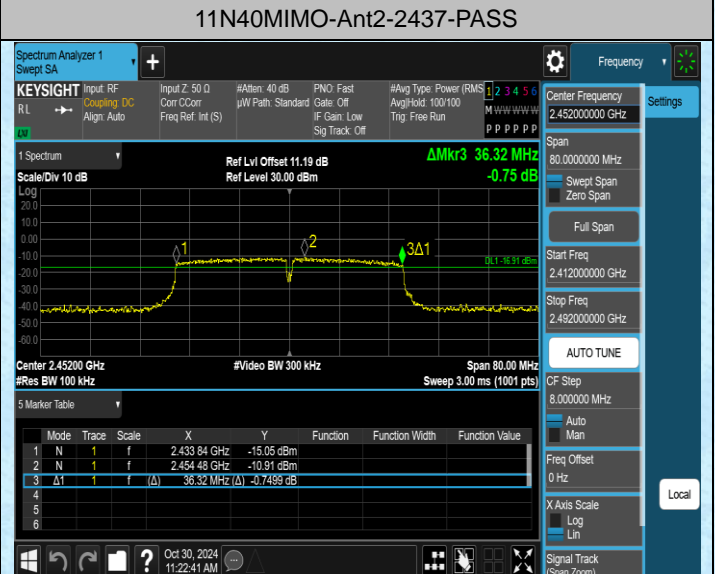 11N40MIMO-Ant2-2437-PASS
Spectrum Analyzer 1
Swept SA
+
Frequency
KEYSIGHT
RL
LXI
Input: RF
Coupling: DC
Align: Auto
Input Z: 50 Ω
Corr CCorr
Freq Ref: Int (S)
#Atten: 40 dB
µW Path: Standard
PNO: Fast
Gate: Off
IF Gain: Low
Sig Track: Off
#Avg Type: Power (RMS
Avg|Hold: 100/100
Trig: Free Run
1 2 3 4 5 6
M W W W W W
P P P P P P
1 Spectrum
Scale/Div 10 dB
Ref Lvl Offset 11.19 dB
Ref Level 30.00 dBm
ΔMkr3 36.32 MHz
-0.75 dB
Log
20.0
10.0
0.00
-10.0
-20.0
-30.0
-40.0
-50.0
-60.0
1
2
3Δ1
DL1 -16.91 dBm
Center 2.45200 GHz
#Res BW 100 kHz
#Video BW 300 kHz
Span 80.00 MHz
Sweep 3.00 ms (1001 pts)
5 Marker Table
Mode Trace Scale X Y Function Function Width Function Value
1 N 1 f 2.433 84 GHz -15.05 dBm
2 N 1 f 2.454 48 GHz -10.91 dBm
3 Δ1 1 f (Δ) 36.32 MHz (Δ) -0.7499 dB
4
5
6
Oct 30, 2024
11:22:41 AM
Center Frequency
2.452000000 GHz
Settings
Span
80.0000000 MHz
Swept Span
Zero Span
Full Span
Start Freq
2.412000000 GHz
Stop Freq
2.492000000 GHz
AUTO TUNE
CF Step
8.000000 MHz
Auto
Man
Freq Offset
0 Hz
X Axis Scale
Log
Lin
Local
Signal Track
(Span Zoom)